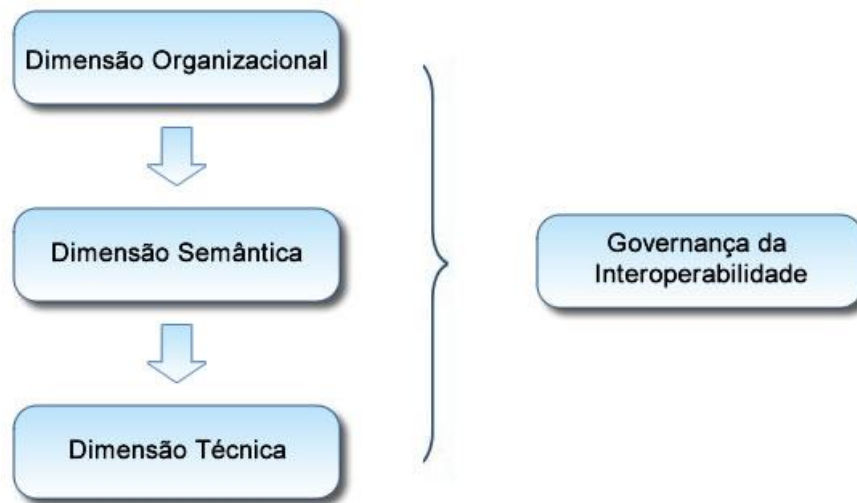 Dimensão Organizacional
Dimensão Semântica
Governança da
Interoperabilidade
Dimensão Técnica